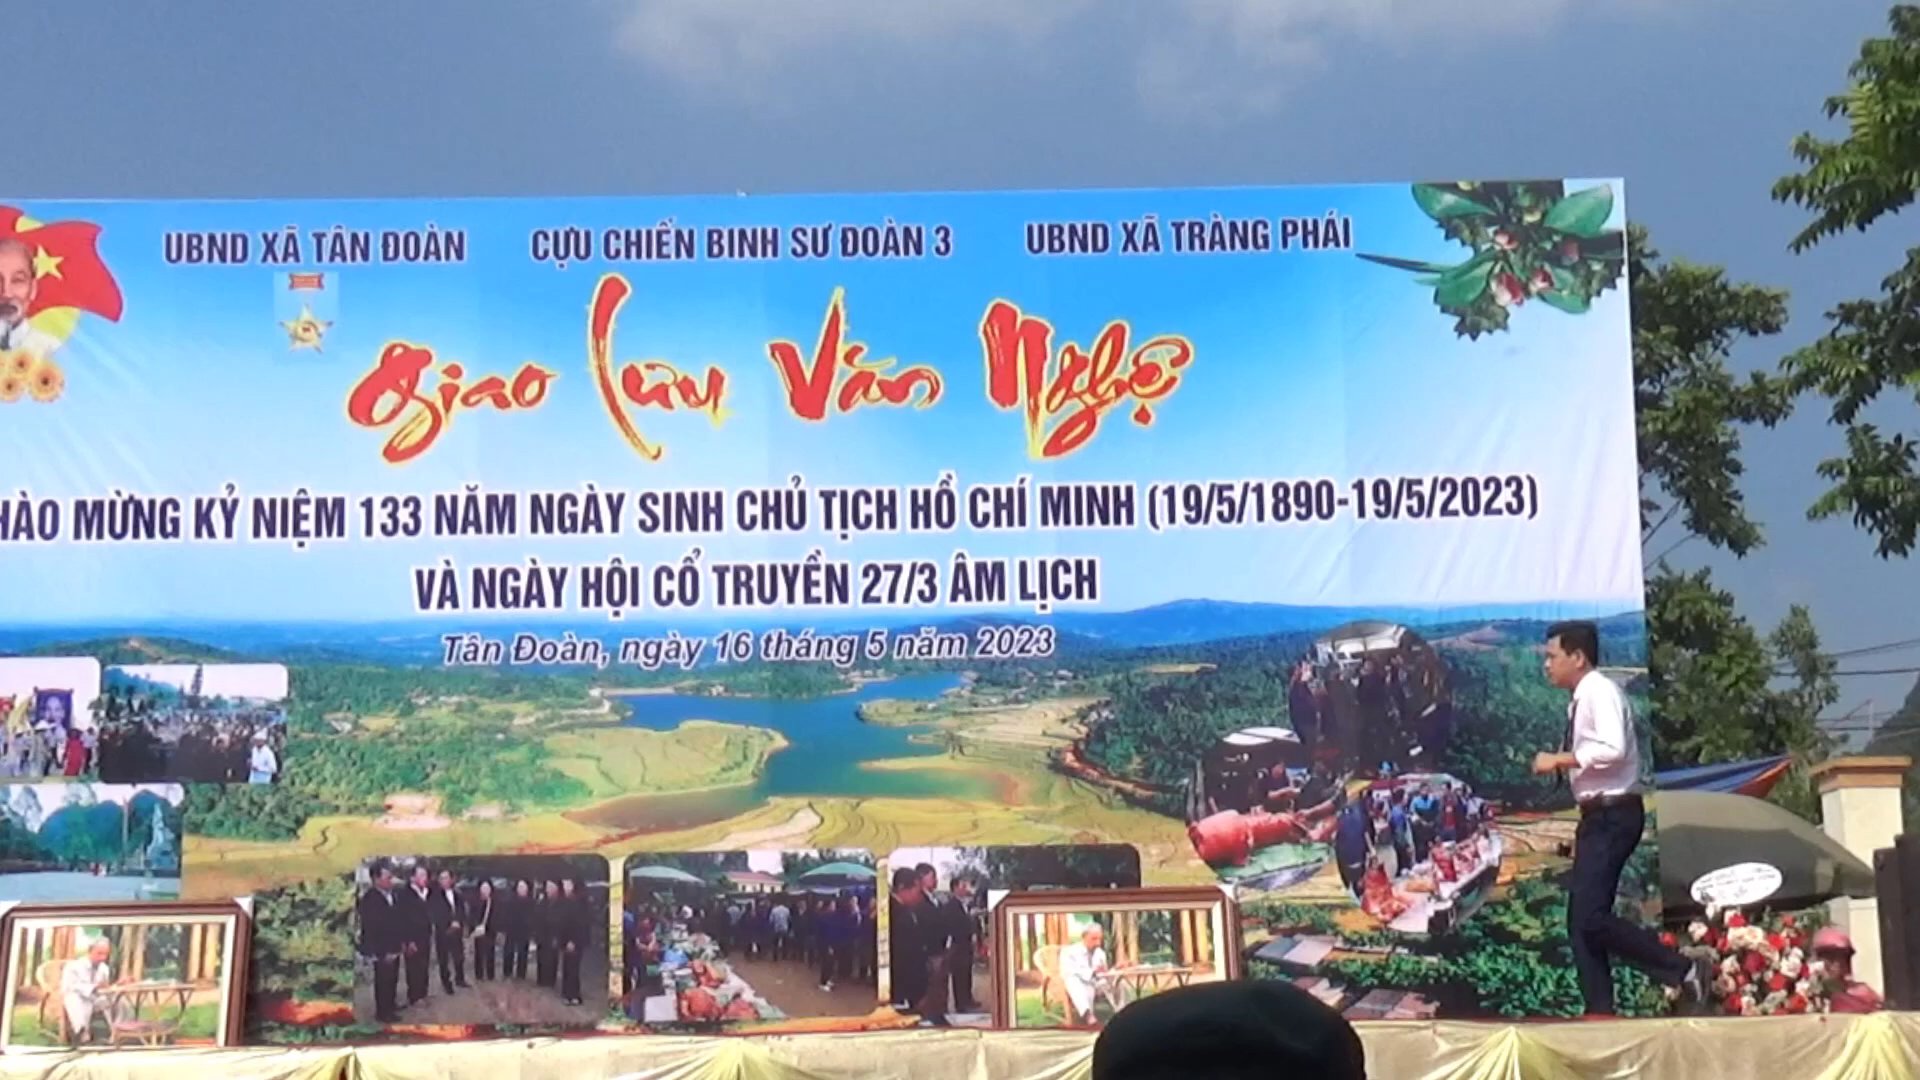 UBND XÃ TÂN ĐOÀN CỰU CHIẾN BINH SƯ ĐOÀN 3 UBND XÃ TRÀNG PHÁI
Giao Lưu Văn Nghệ
HÀO MỪNG KỶ NIỆM 133 NĂM NGÀY SINH CHỦ TỊCH HỒ CHÍ MINH (19/5/1890-19/5/2023)
VÀ NGÀY HỘI CỔ TRUYỀN 27/3 ÂM LỊCH
Tân Đoàn, ngày 16 tháng 5 năm 2023